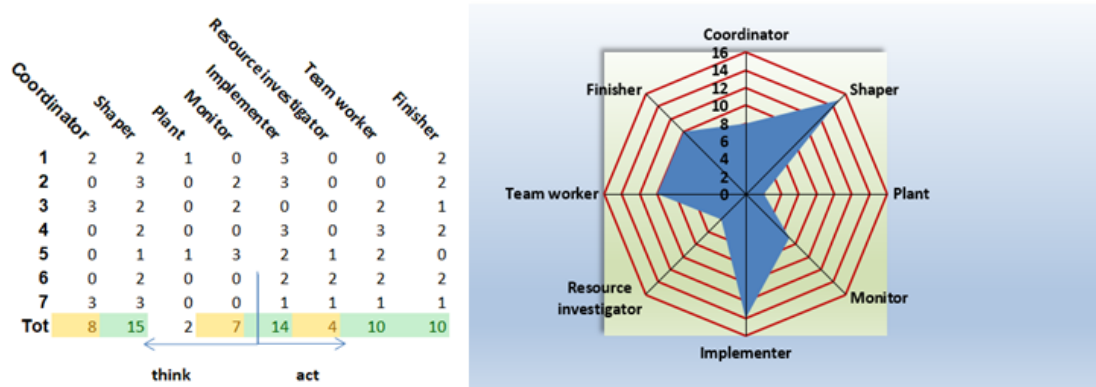 Coordinator Shaper Plant Monitor Implementer Resource investigator Team worker Finisher
1 2 2 1 0 3 0 0 2
2 0 3 0 2 3 0 0 2
3 3 2 0 2 0 0 2 1
4 0 2 0 0 3 0 3 2
5 0 1 1 3 2 1 2 0
6 0 2 0 0 2 2 2 2
7 3 3 0 0 1 1 1 1
Tot 8 15 2 7 14 4 10 10
think act
Coordinator
16
14
12
10
8
6
4
2
0
Shaper
Plant
Monitor
Implementer
Resource
investigator
Team worker
Finisher